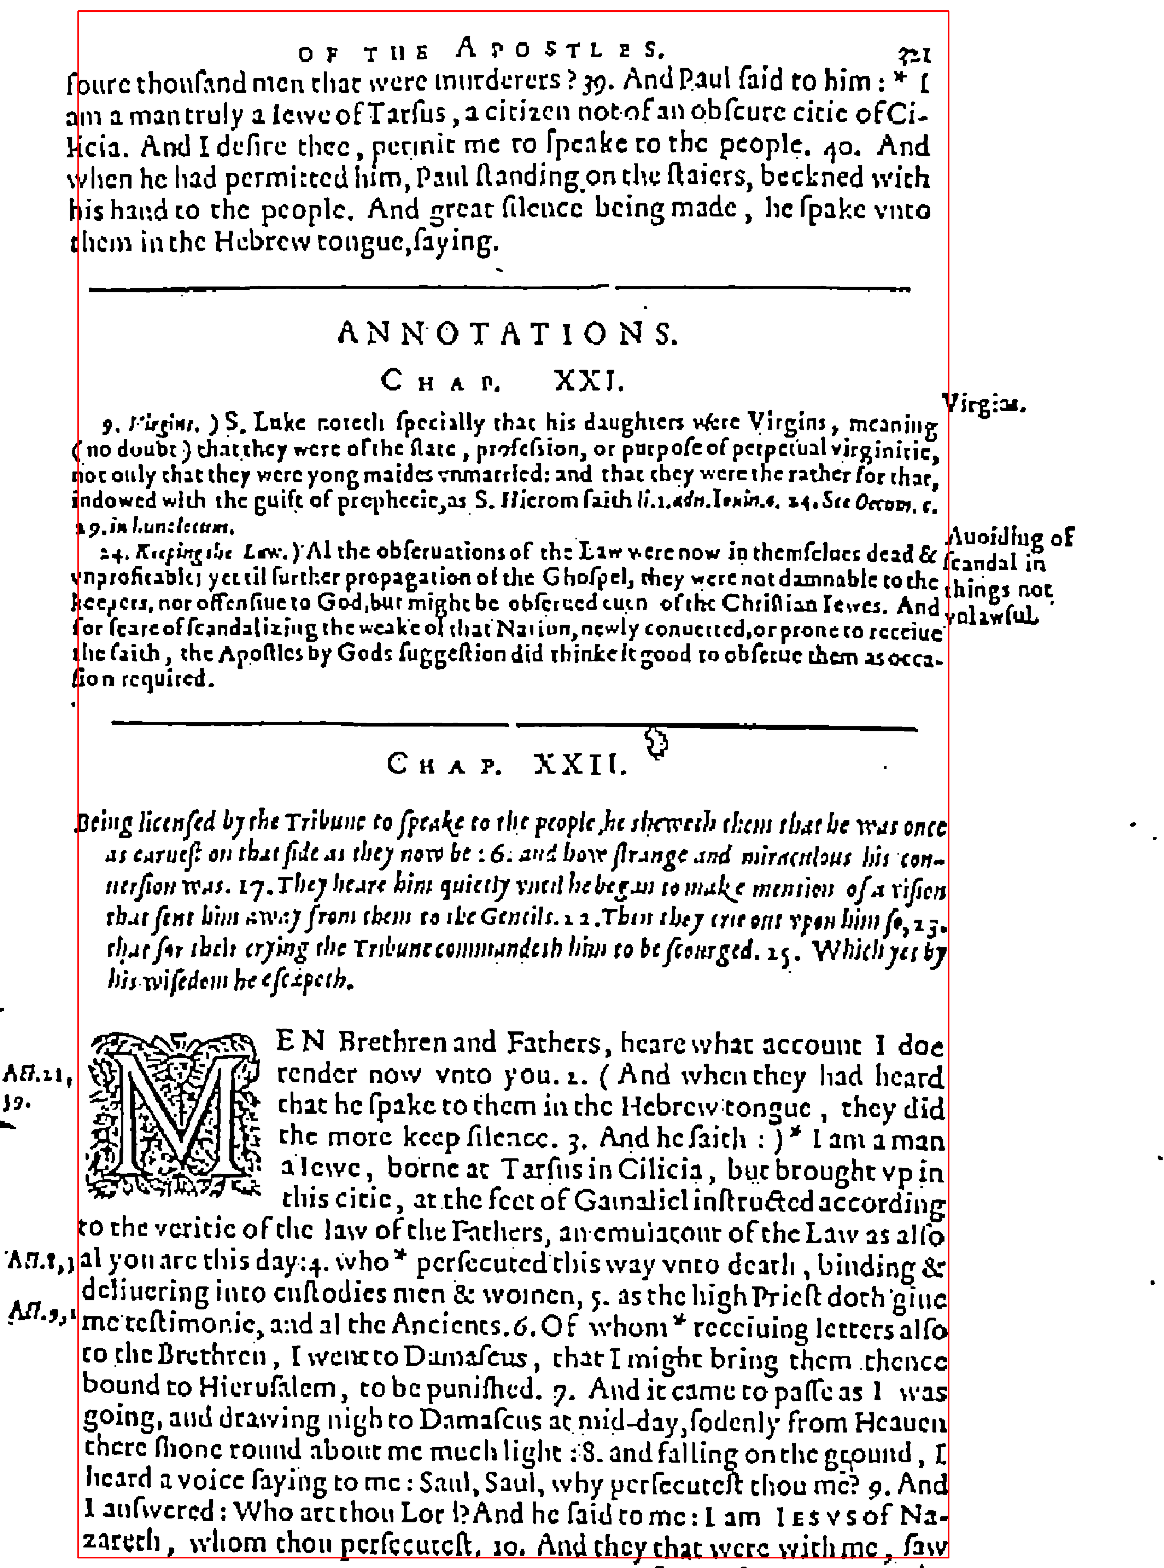 OF THE APOSTLES. 321
foure thousand men that were murderers? 39. And Paul said to him: * I
am a man truly a Iewe of Tarsus, a citizen not of an obscure citie of Ci-
licia. And I desire thee, permit me to speake to the people. 40. And
when he had permitted him, Paul standing on the staiers, beckned with
his hand to the people. And great silence being made, he spake vnto
them in the Hebrew tongue, saying.
ANNOTATIONS.
CHAP. XXI.
Virgins.
9. Virgins.) S. Luke noteth specially that his daughters were Virgins, meaning
(no doubt) that they were of the state, profession, or purpose of perpetual virginitie,
not only that they were yong maides vnmarried: and that they were the rather for that,
indowed with the guift of prophecie, as S. Hierom saith li. 1. adu. Iouin. c. 24. See Oecum. c.
29. in hunc locum.
Auoiding of
scandal in
things not
vnlawful.
24. Keeping the Law.) Al the obseruations of the Law were now in themselues dead &
vnprofitable; yet til further propagation of the Ghospel, they were not damnable to the
keepers, nor offensiue to God, but might be obserued euen of the Christian Iewes. And
for feare of scandalizing the weake of that Nation, newly conuerted, or prone to receiue
the faith, the Apostles by Gods suggestion did thinke it good to obserue them as occa-
sion required.
CHAP. XXII.
Being licensed by the Tribune to speake to the people, he sheweth them that he was once
as earnest on that side as they now be: 6. and how strange and miraculous his con-
uersion was. 17. They heare him quietly vntil he began to make mention of a vision
that sent him away from them to the Gentils. 22. Then they crie out vpon him so, 23.
that for their crying the Tribune commandeth him to be scourged. 25. Which yet by
his wisedom he escapeth.
MEN Brethren and Fathers, heare what account I doe
Act. 21,
39.
render now vnto you. 2. (And when they had heard
that he spake to them in the Hebrew tongue, they did
the more keep silence. 3. And he saith:) * I am a man
a Iewe, borne at Tarsus in Cilicia, but brought vp in
this citie, at the feet of Gamaliel instructed according
to the veritie of the law of the Fathers, an emulatour of the Law as also
Act. 8, 3
al you are this day: 4. who * persecuted this way vnto death, binding &
deliuering into custodies men & women, 5. as the high Priest doth giue
Act. 9, 1
me testimonie, and al the Ancients. 6. Of whom * receiuing letters also
to the Brethren, I went to Damascus, that I might bring them thence
bound to Hierusalem, to be punished. 7. And it came to passe as I was
going, and drawing nigh to Damascus at mid-day, sodenly from Heauen
there shone round about me much light: 8. and falling on the ground, I
heard a voice saying to me: Saul, Saul, why persecutest thou me? 9. And
I answered: Who art thou Lord? And he said to me: I am IESVS of Na-
zareth, whom thou persecutest. 10. And they that were with me, saw